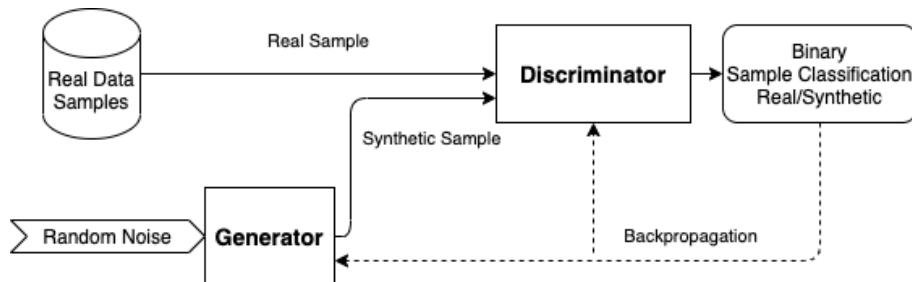 Real Data
Samples
Real Sample
Discriminator
Binary
Sample Classification
Real/Synthetic
Synthetic Sample
Random Noise
Generator
Backpropagation